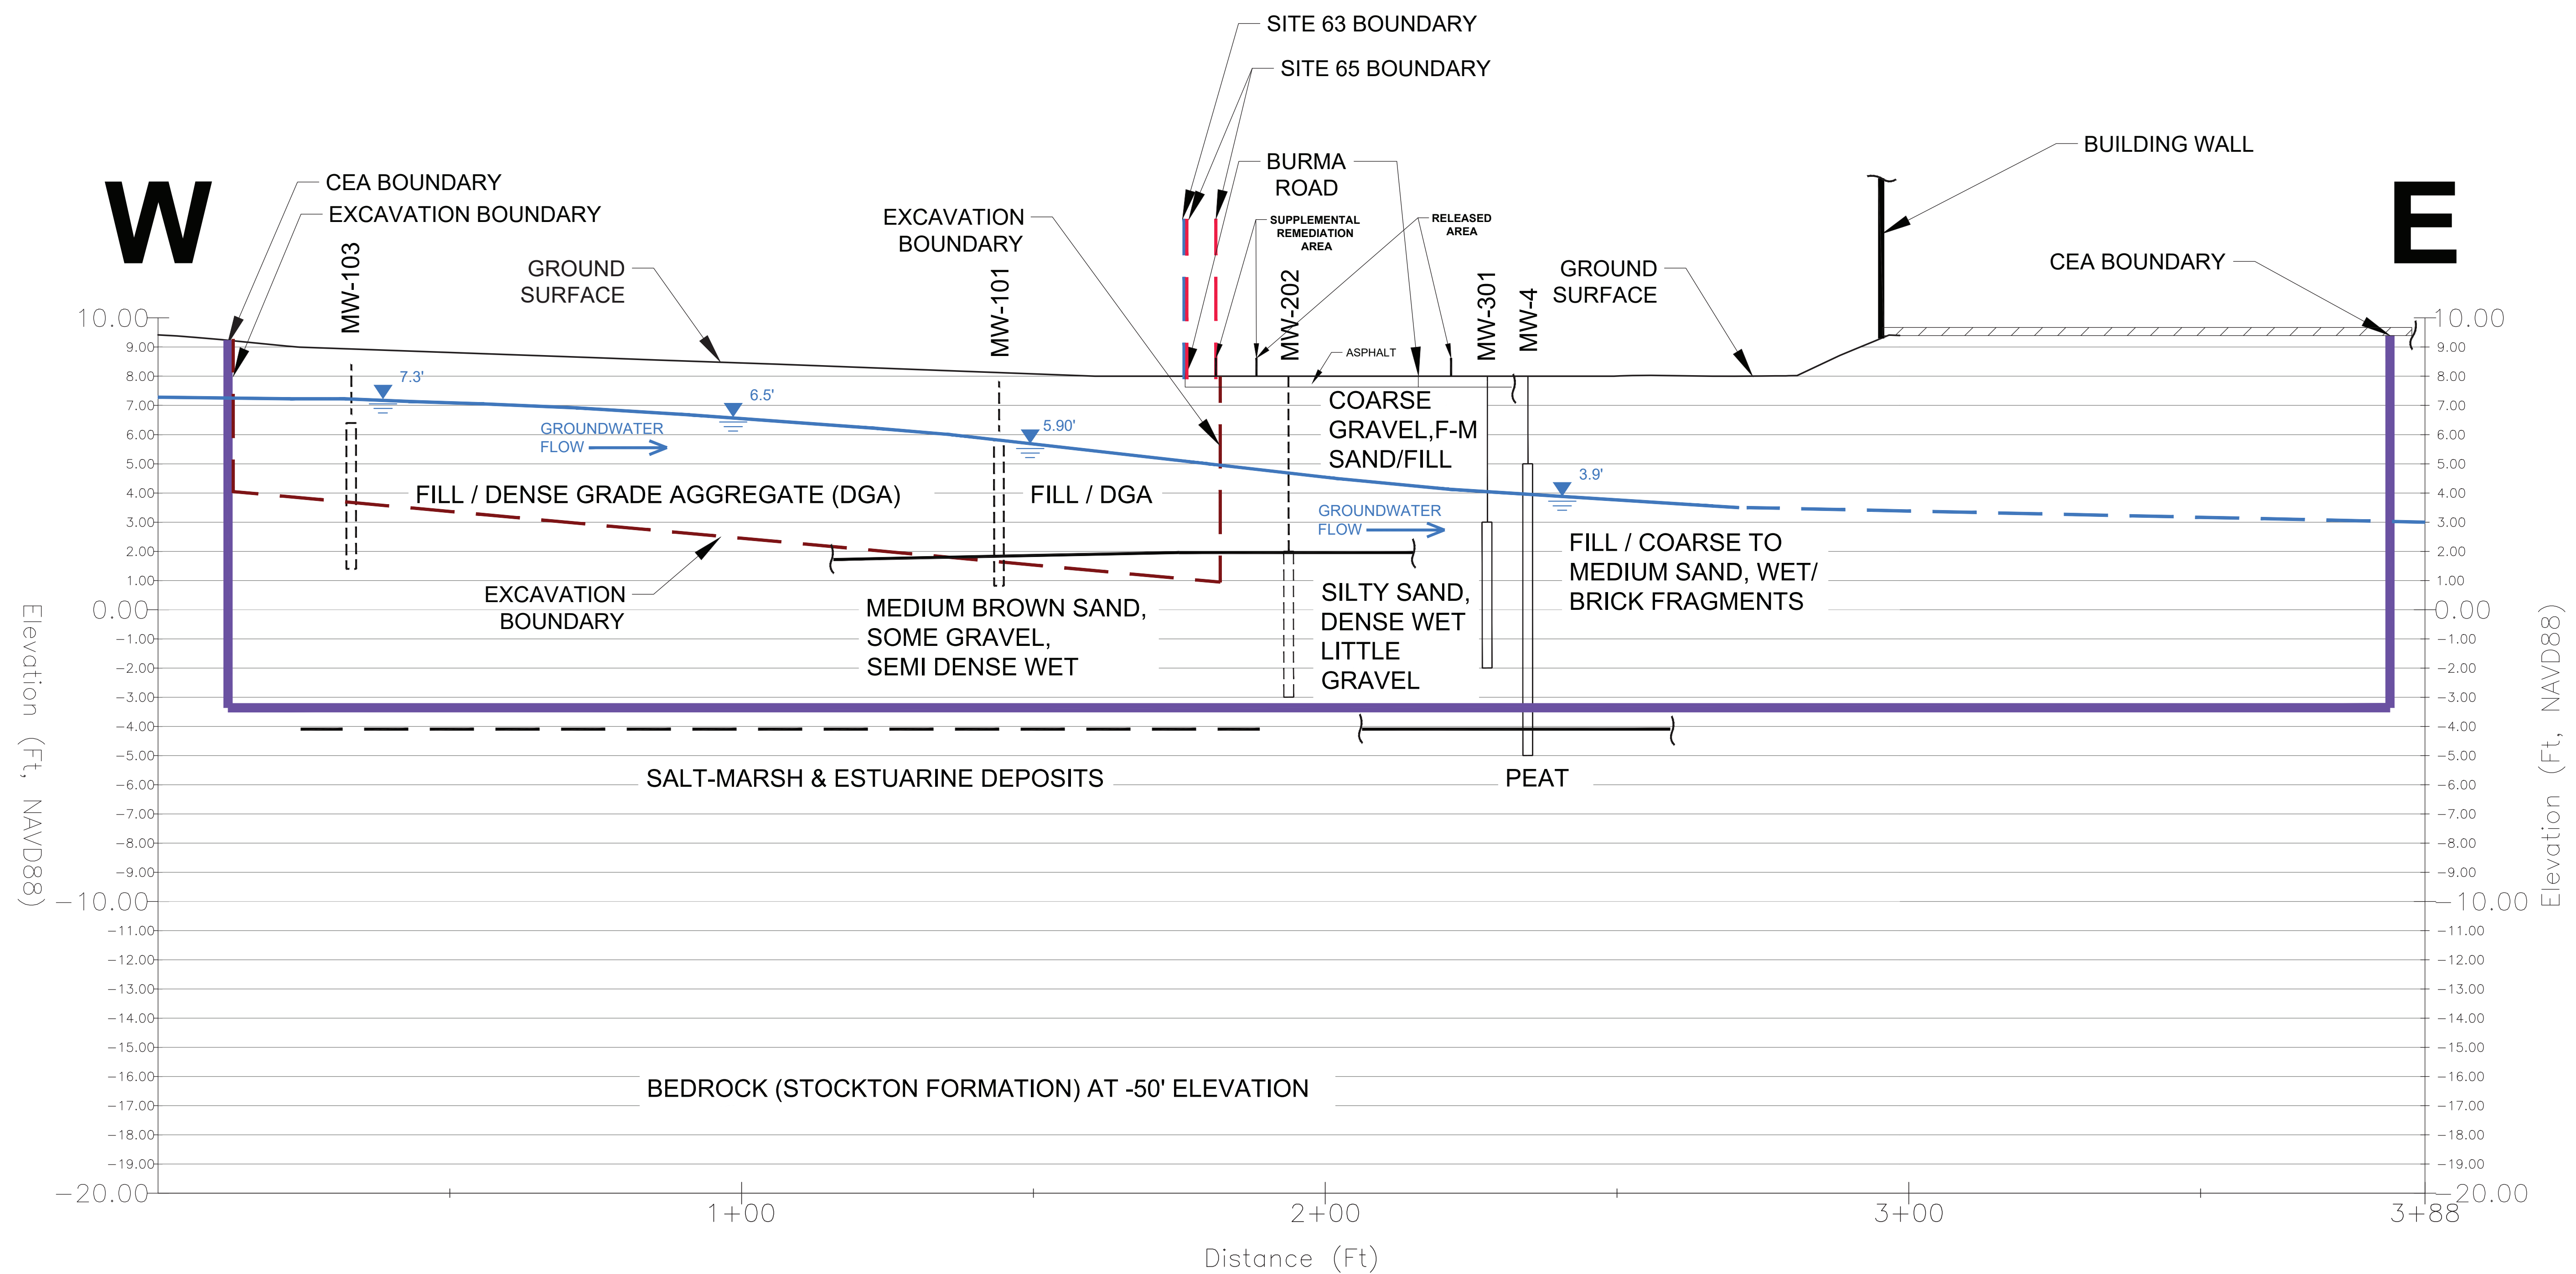 SITE 63 BOUNDARY
SITE 65 BOUNDARY
BURMA
ROAD
BUILDING WALL
W
E
CEA BOUNDARY
EXCAVATION BOUNDARY
EXCAVATION
BOUNDARY
SUPPLEMENTAL
REMEDIATION
AREA
RELEASED
AREA
CEA BOUNDARY
GROUND
SURFACE
GROUND
SURFACE
MW-103
MW-101
MW-202
MW-301
MW-4
ASPHALT
7.3'
6.5'
5.90'
3.9'
GROUNDWATER
FLOW
COARSE
GRAVEL,F-M
SAND/FILL
FILL / DENSE GRADE AGGREGATE (DGA)
FILL / DGA
GROUNDWATER
FLOW
FILL / COARSE TO
MEDIUM SAND, WET/
BRICK FRAGMENTS
EXCAVATION
BOUNDARY
MEDIUM BROWN SAND,
SOME GRAVEL,
SEMI DENSE WET
SILTY SAND,
DENSE WET
LITTLE
GRAVEL
SALT-MARSH & ESTUARINE DEPOSITS
PEAT
BEDROCK (STOCKTON FORMATION) AT -50' ELEVATION
Elevation (Ft, NAVD88)
10.00
9.00
8.00
7.00
6.00
5.00
4.00
3.00
2.00
1.00
0.00
-1.00
-2.00
-3.00
-4.00
-5.00
-6.00
-7.00
-8.00
-9.00
-10.00
-11.00
-12.00
-13.00
-14.00
-15.00
-16.00
-17.00
-18.00
-19.00
-20.00
10.00
9.00
8.00
7.00
6.00
5.00
4.00
3.00
2.00
1.00
0.00
-1.00
-2.00
-3.00
-4.00
-5.00
-6.00
-7.00
-8.00
-9.00
-10.00
-11.00
-12.00
-13.00
-14.00
-15.00
-16.00
-17.00
-18.00
-19.00
-20.00
Elevation (Ft, NAVD88)
1+00
2+00
3+00
3+88
Distance (Ft)